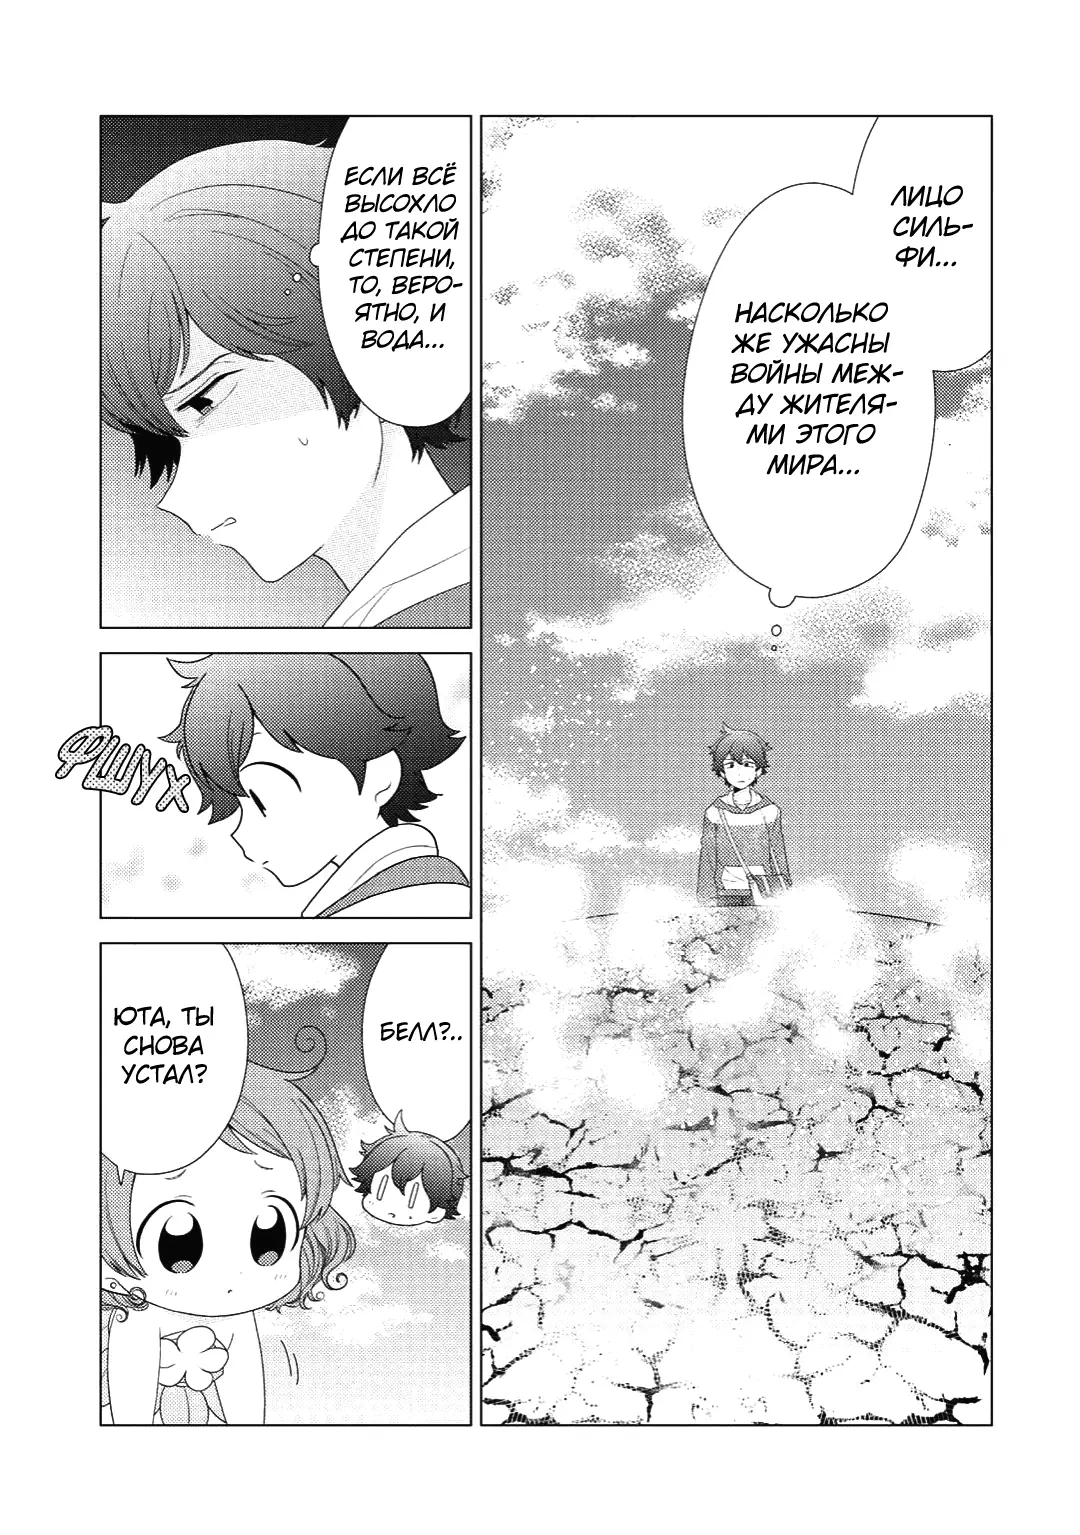 ЛИЦО
СИЛЬ-
ФИ...
НАСКОЛЬКО
ЖЕ УЖАСНЫ
ВОЙНЫ МЕЖ-
ДУ ЖИТЕЛЯ-
МИ ЭТОГО
МИРА...
ЕСЛИ ВСЁ
ВЫСОХЛО
ДО ТАКОЙ
СТЕПЕНИ,
ТО, ВЕРО-
ЯТНО, И
ВОДА...
ФШУХ
БЕЛЛ?..
ЮТА, ТЫ
СНОВА
УСТАЛ?